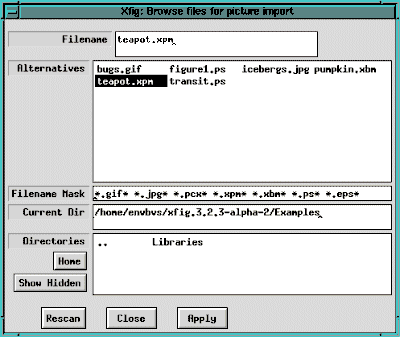 Xfig: Browse files for picture import
Filename teapot.xpm
Alternatives bugs.gif figure1.ps icebergs.jpg pumpkin.xbm
teapot.xpm transit.ps
Filename Mask *.gif* *.jpg* *.pcx* *.xpm* *.xbm* *.ps* *.eps*
Current Dir /home/envbvs/xfig.3.2.3-alpha-2/Examples
Directories .. Libraries
Home
Show Hidden
Rescan Close Apply